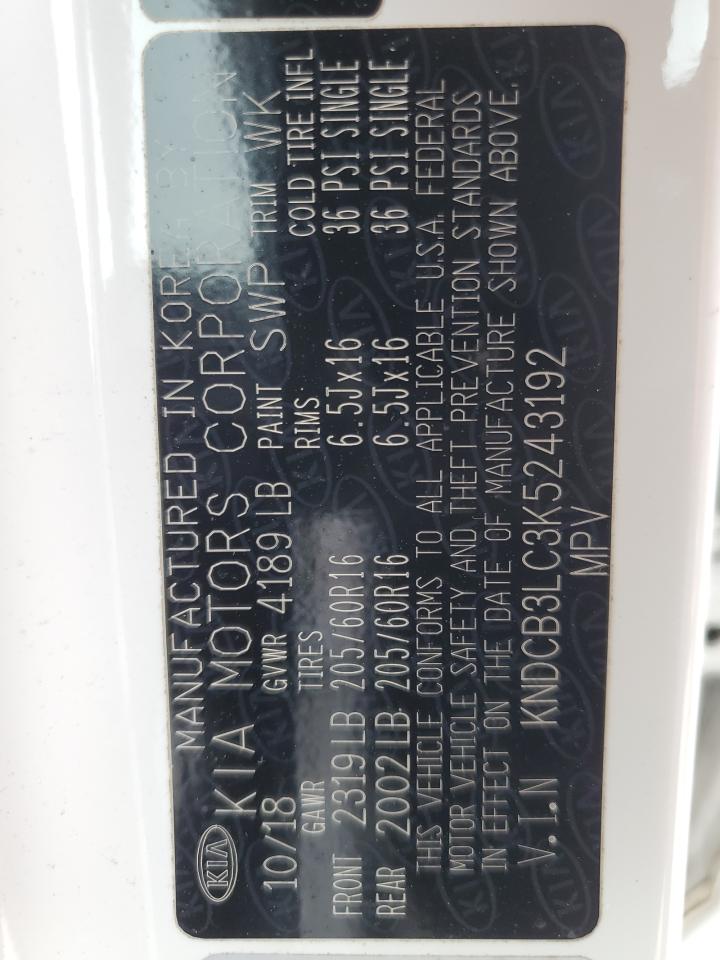 KIA MANUFACTURED IN KOREA BY
KIA MOTORS CORPORATION
10/18 GVWR 4189 LB PAINT SWP TRIM WK
GAWR TIRES RIMS: COLD TIRE INFL
FRONT 2319 LB 205/60R16 6.5Jx16 36 PSI SINGLE
REAR 2002 LB 205/60R16 6.5Jx16 36 PSI SINGLE
THIS VEHICLE CONFORMS TO ALL APPLICABLE U.S.A. FEDERAL
MOTOR VEHICLE SAFETY AND THEFT PREVENTION STANDARDS
IN EFFECT ON THE DATE OF MANUFACTURE SHOWN ABOVE.
V.I.N KNDCB3LC3K5243192
MPV